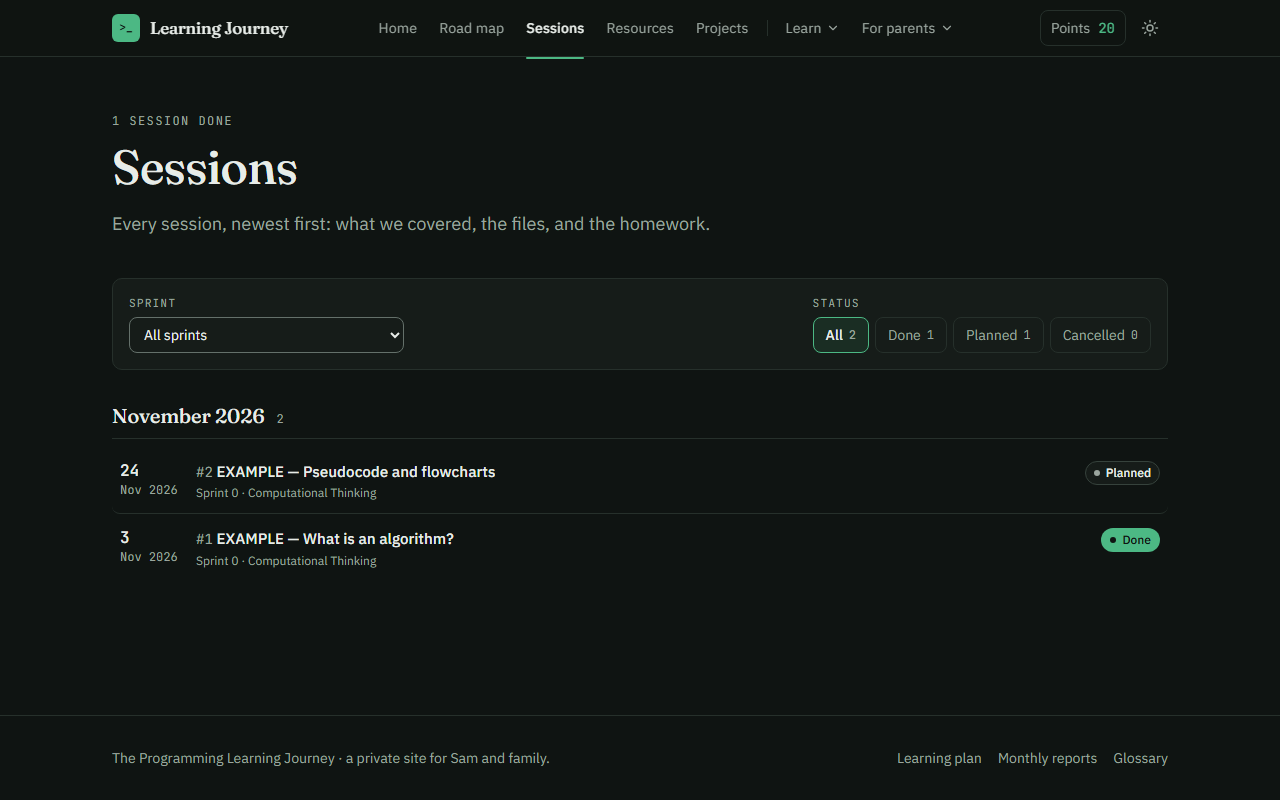 >_ Learning Journey Home Road map Sessions Resources Projects Learn For parents Points 20
1 SESSION DONE
Sessions
Every session, newest first: what we covered, the files, and the homework.
SPRINT STATUS
All sprints All 2 Done 1 Planned 1 Cancelled 0
November 2026 2
24 #2 EXAMPLE — Pseudocode and flowcharts Planned
Nov 2026 Sprint 0 · Computational Thinking
3 #1 EXAMPLE — What is an algorithm? Done
Nov 2026 Sprint 0 · Computational Thinking
The Programming Learning Journey · a private site for Sam and family. Learning plan Monthly reports Glossary